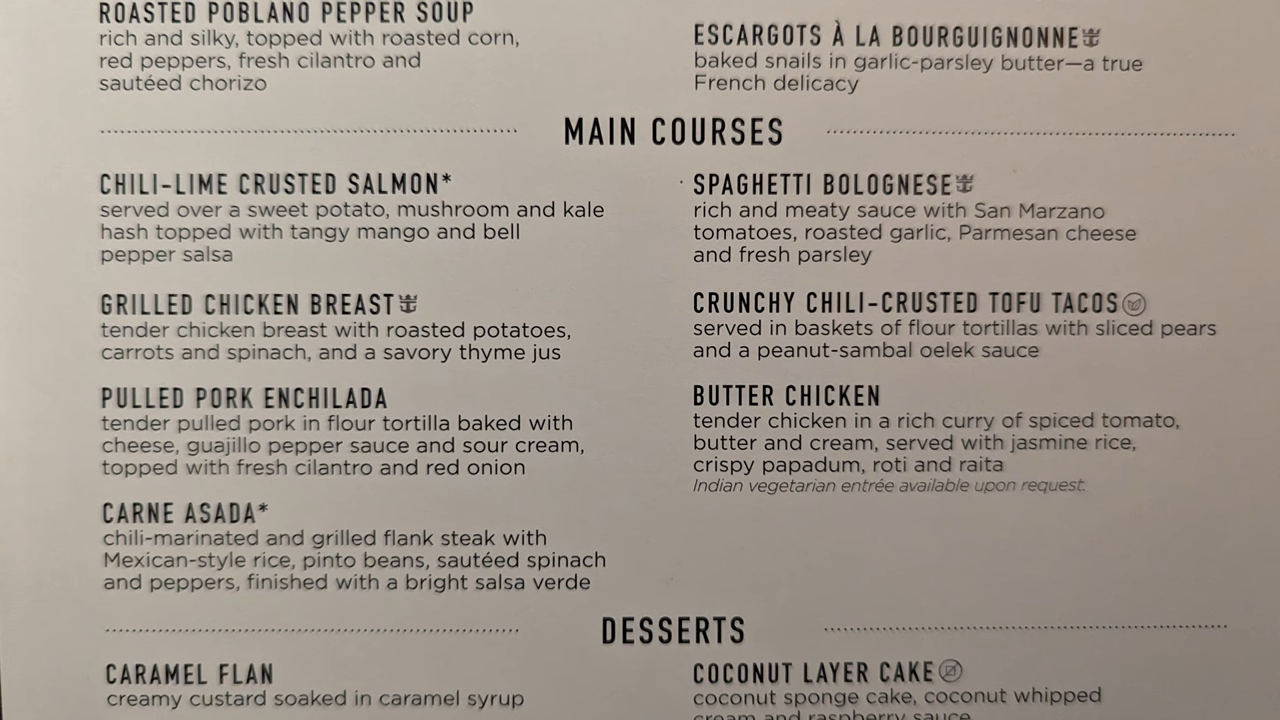 ROASTED POBLANO PEPPER SOUP
rich and silky, topped with roasted corn,
red peppers, fresh cilantro and
sautéed chorizo
ESCARGOTS À LA BOURGUIGNONNE
baked snails in garlic-parsley butter—a true
French delicacy
MAIN COURSES
CHILI-LIME CRUSTED SALMON*
served over a sweet potato, mushroom and kale
hash topped with tangy mango and bell
pepper salsa
GRILLED CHICKEN BREAST
tender chicken breast with roasted potatoes,
carrots and spinach, and a savory thyme jus
PULLED PORK ENCHILADA
tender pulled pork in flour tortilla baked with
cheese, guajillo pepper sauce and sour cream,
topped with fresh cilantro and red onion
CARNE ASADA*
chili-marinated and grilled flank steak with
Mexican-style rice, pinto beans, sautéed spinach
and peppers, finished with a bright salsa verde
SPAGHETTI BOLOGNESE
rich and meaty sauce with San Marzano
tomatoes, roasted garlic, Parmesan cheese
and fresh parsley
CRUNCHY CHILI-CRUSTED TOFU TACOS
served in baskets of flour tortillas with sliced pears
and a peanut-sambal oelek sauce
BUTTER CHICKEN
tender chicken in a rich curry of spiced tomato,
butter and cream, served with jasmine rice,
crispy papadum, roti and raita
Indian vegetarian entrée available upon request.
DESSERTS
CARAMEL FLAN
creamy custard soaked in caramel syrup
COCONUT LAYER CAKE
coconut sponge cake, coconut whipped
cream and raspberry sauce